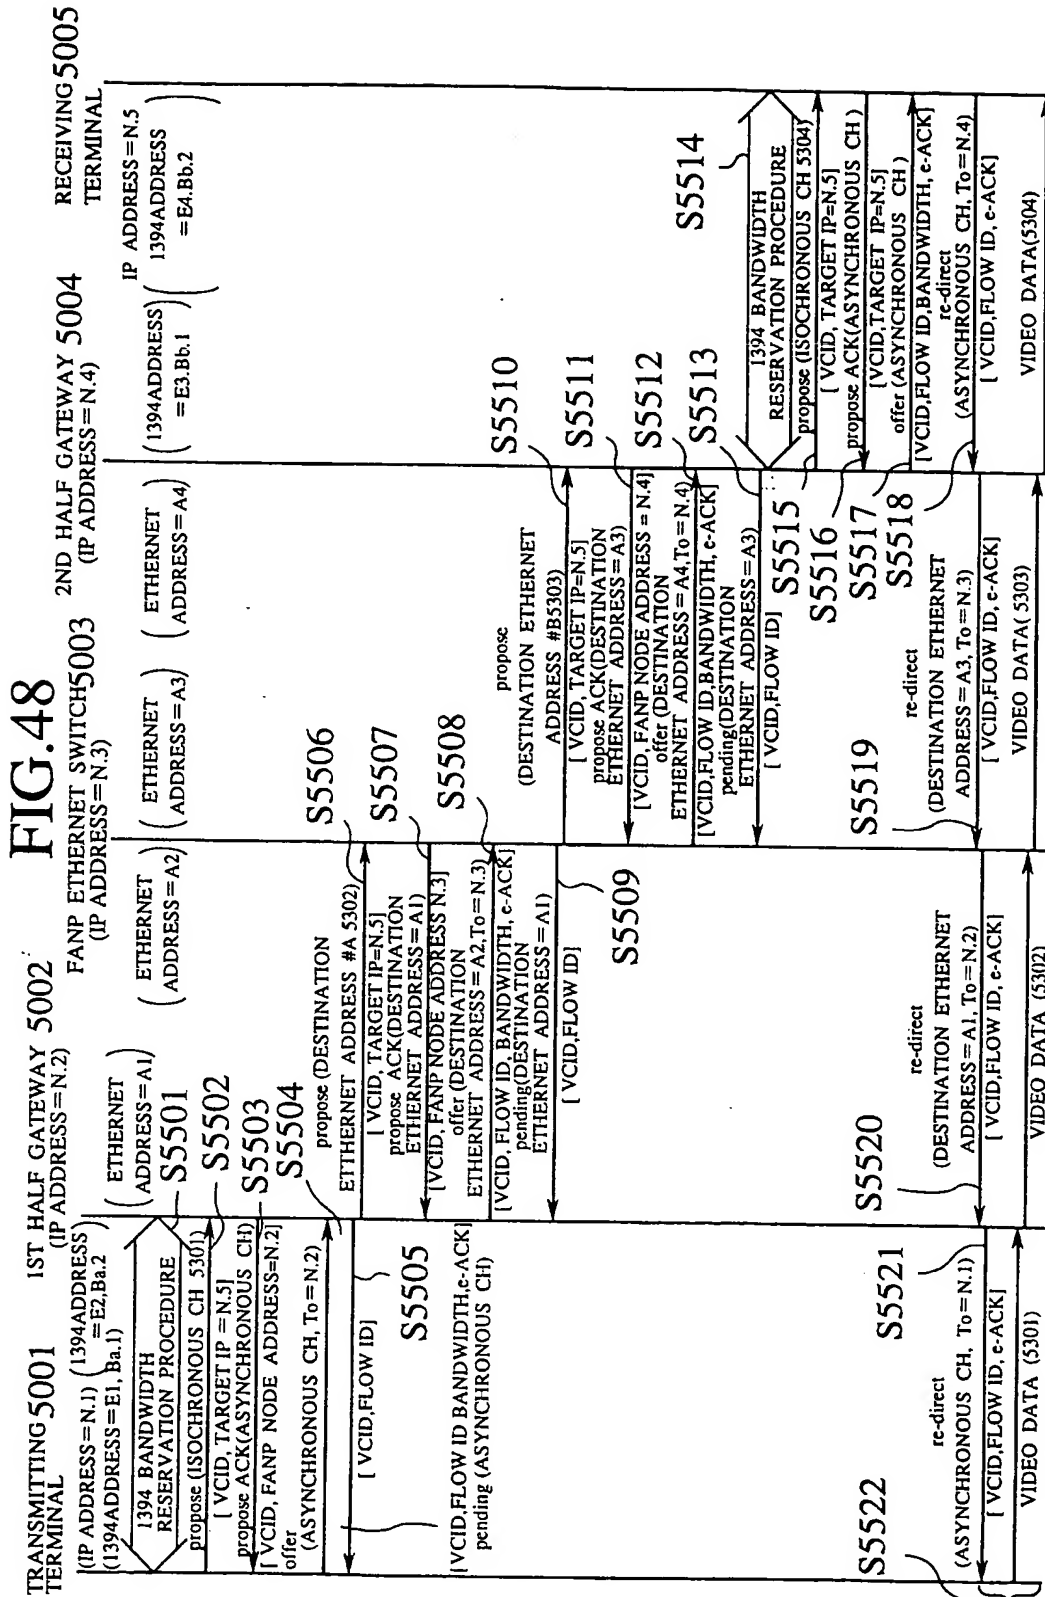 FIG.48
TRANSMITTING 5001
TERMINAL
(IP ADDRESS=N.1)
(1394ADDRESS=E1, Ba.1)
1ST HALF GATEWAY 5002
(IP ADDRESS=N.2)
(1394ADDRESS
=E2,Ba.2)
(ETHERNET
ADDRESS=A1)
FANP ETHERNET SWITCH 5003
(IP ADDRESS=N.3)
(ETHERNET
ADDRESS=A2)
(ETHERNET
ADDRESS=A3)
2ND HALF GATEWAY 5004
(IP ADDRESS=N.4)
(ETHERNET
ADDRESS=A4)
(1394ADDRESS
=E3.Bb.1)
RECEIVING 5005
TERMINAL
IP ADDRESS=N.5
(1394ADDRESS
=E4.Bb.2)
1394 BANDWIDTH
RESERVATION PROCEDURE
S5501
propose (ISOCHRONOUS CH 5301)
S5502
[ VCID, TARGET IP =N.5]
propose ACK(ASYNCHRONOUS CH)
S5503
[ VCID, FANP NODE ADDRESS=N.2]
offer
(ASYNCHRONOUS CH, To=N.2)
S5504
[ VCID,FLOW ID]
S5505
[VCID,FLOW ID BANDWIDTH,e-ACK]
pending (ASYNCHRONOUS CH)
propose (DESTINATION
ETTHERNET ADDRESS #A 5302)
S5506
[ VCID, TARGET IP=N.5]
propose ACK(DESTINATION
ETHERNET ADDRESS=A1)
S5507
[VCID, FANP NODE ADDRESS N.3]
offer (DESTINATION
ETHERNET ADDRESS=A2,To=N.3)
S5508
[VCID, FLOW ID, BANDWIDTH, e-ACK]
pending(DESTINATION
ETHERNET ADDRESS=A1)
S5509
[ VCID,FLOW ID]
propose
(DESTINATION ETHERNET
ADDRESS #B5303)
S5510
[ VCID, TARGET IP=N.5]
propose ACK(DESTINATION
ETHERNET ADDRESS=A3)
S5511
[VCID, FANP NODE ADDRESS = N.4]
offer (DESTINATION
ETHERNET ADDRESS=A4,To=N.4)
S5512
[VCID,FLOW ID,BANDWIDTH, e-ACK]
pending(DESTINATION
ETHERNET ADDRESS=A3)
S5513
[ VCID,FLOW ID]
S5514
1394 BANDWIDTH
RESERVATION PROCEDURE
propose (ISOCHRONOUS CH 5304)
S5515
[ VCID, TARGET IP=N.5]
propose ACK(ASYNCHRONOUS CH )
S5516
[VCID,TARGET IP=N.5]
offer (ASYNCHRONOUS CH)
S5517
[VCID,FLOW ID,BANDWIDTH, e-ACK]
re-direct
(ASYNCHRONOUS CH, To=N.4)
S5518
[ VCID,FLOW ID, e-ACK]
re-direct
(DESTINATION ETHERNET
ADDRESS=A3, To=N.3)
S5519
[ VCID,FLOW ID, e-ACK]
re-direct
(DESTINATION ETHERNET
ADDRESS=A1, To=N.2)
S5520
[ VCID,FLOW ID, e-ACK]
re-direct
(ASYNCHRONOUS CH, To=N.1)
S5521
[ VCID,FLOW ID, e-ACK]
S5522
VIDEO DATA (5301)
VIDEO DATA (5302)
VIDEO DATA( 5303)
VIDEO DATA(5304)